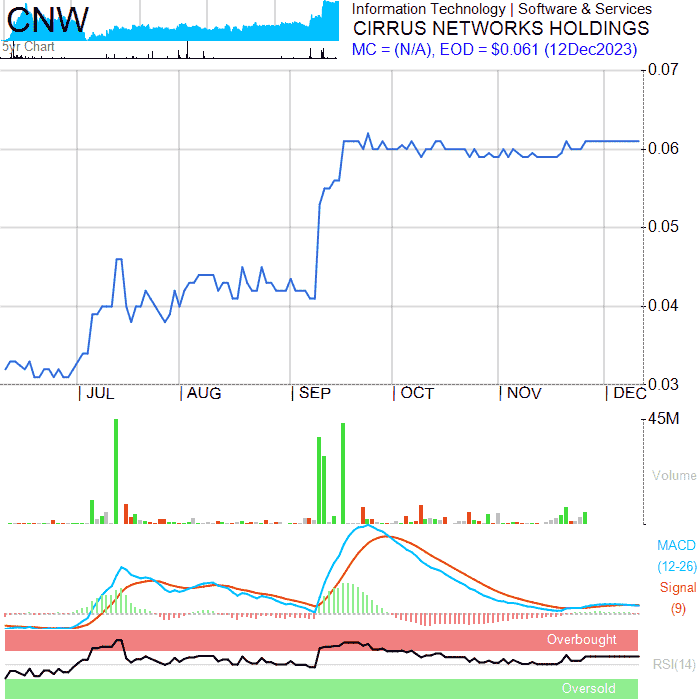 CNW
5yr Chart
Information Technology | Software & Services
CIRRUS NETWORKS HOLDINGS
MC = (N/A), EOD = $0.061 (12Dec2023)
0.07
0.06
0.05
0.04
0.03
| JUL | AUG | SEP | OCT | NOV | DEC
45M
Volume
MACD
(12-26)
Signal
(9)
Overbought
RSI(14)
Oversold